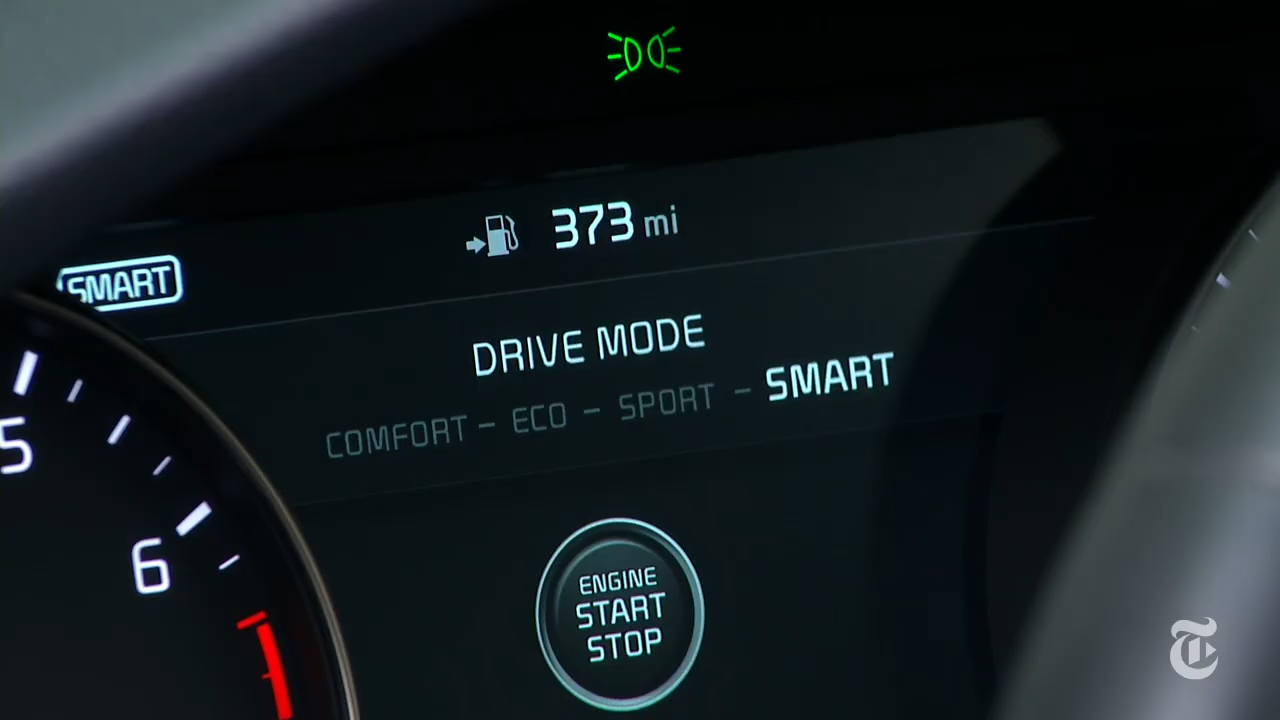 373 mi
SMART
DRIVE MODE
COMFORT – ECO – SPORT – SMART
5
6
ENGINE
START
STOP
T